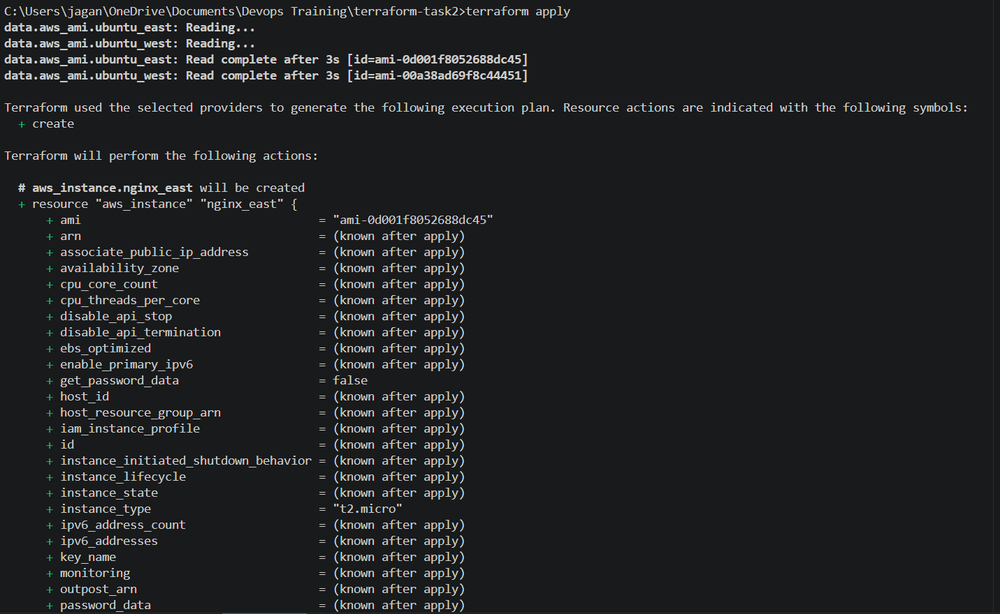 C:\Users\jagan\OneDrive\Documents\Devops Training\terraform-task2>terraform apply
data.aws_ami.ubuntu_east: Reading...
data.aws_ami.ubuntu_west: Reading...
data.aws_ami.ubuntu_east: Read complete after 3s [id=ami-0d001f8052688dc45]
data.aws_ami.ubuntu_west: Read complete after 3s [id=ami-00a38ad69f8c44451]

Terraform used the selected providers to generate the following execution plan. Resource actions are indicated with the following symbols:
  + create

Terraform will perform the following actions:

  # aws_instance.nginx_east will be created
  + resource "aws_instance" "nginx_east" {
      + ami                                  = "ami-0d001f8052688dc45"
      + arn                                  = (known after apply)
      + associate_public_ip_address          = (known after apply)
      + availability_zone                    = (known after apply)
      + cpu_core_count                       = (known after apply)
      + cpu_threads_per_core                 = (known after apply)
      + disable_api_stop                     = (known after apply)
      + disable_api_termination              = (known after apply)
      + ebs_optimized                        = (known after apply)
      + enable_primary_ipv6                  = (known after apply)
      + get_password_data                    = false
      + host_id                              = (known after apply)
      + host_resource_group_arn              = (known after apply)
      + iam_instance_profile                 = (known after apply)
      + id                                   = (known after apply)
      + instance_initiated_shutdown_behavior = (known after apply)
      + instance_lifecycle                   = (known after apply)
      + instance_state                       = (known after apply)
      + instance_type                        = "t2.micro"
      + ipv6_address_count                   = (known after apply)
      + ipv6_addresses                       = (known after apply)
      + key_name                             = (known after apply)
      + monitoring                           = (known after apply)
      + outpost_arn                          = (known after apply)
      + password_data                        = (known after apply)